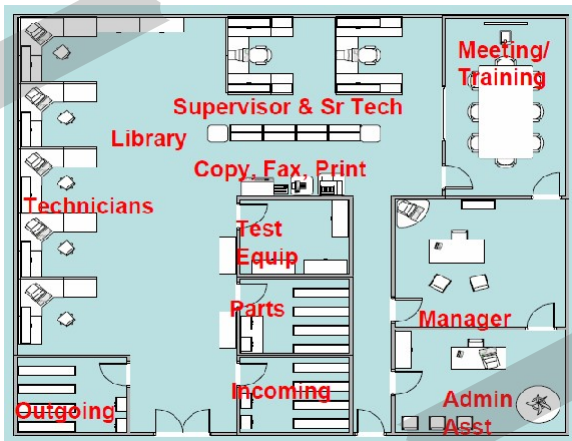 Meeting/
Training
Supervisor & Sr Tech
Library
Copy, Fax, Print
Technicians
Test
Equip
Parts
Manager
Incoming
Outgoing
Admin
Asst